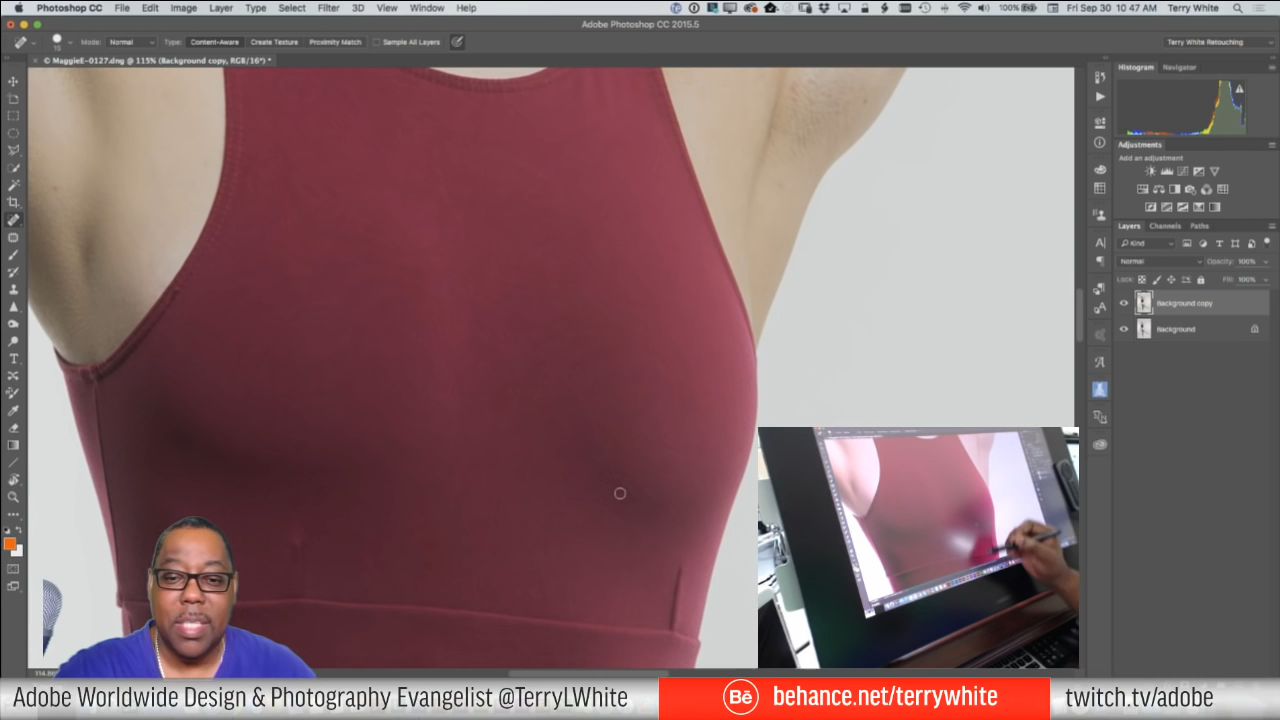 Photoshop CC File Edit Image Layer Type Select Filter 3D View Window Help
100% Fri Sep 30 10:47 AM Terry White
Adobe Photoshop CC 2015.5
15 Mode: Normal Type: Content-Aware Create Texture Proximity Match Sample All Layers Terry White Retouching
× © MaggieE-0127.dng @ 115% (Background copy, RGB/16*) *
Histogram Navigator
Adjustments
Add an adjustment
Layers Channels Paths
Kind
Normal Opacity: 100%
Lock: Fill: 100%
Background copy
Background
Adobe Worldwide Design & Photography Evangelist @TerryLWhite
Bē behance.net/terrywhite
twitch.tv/adobe